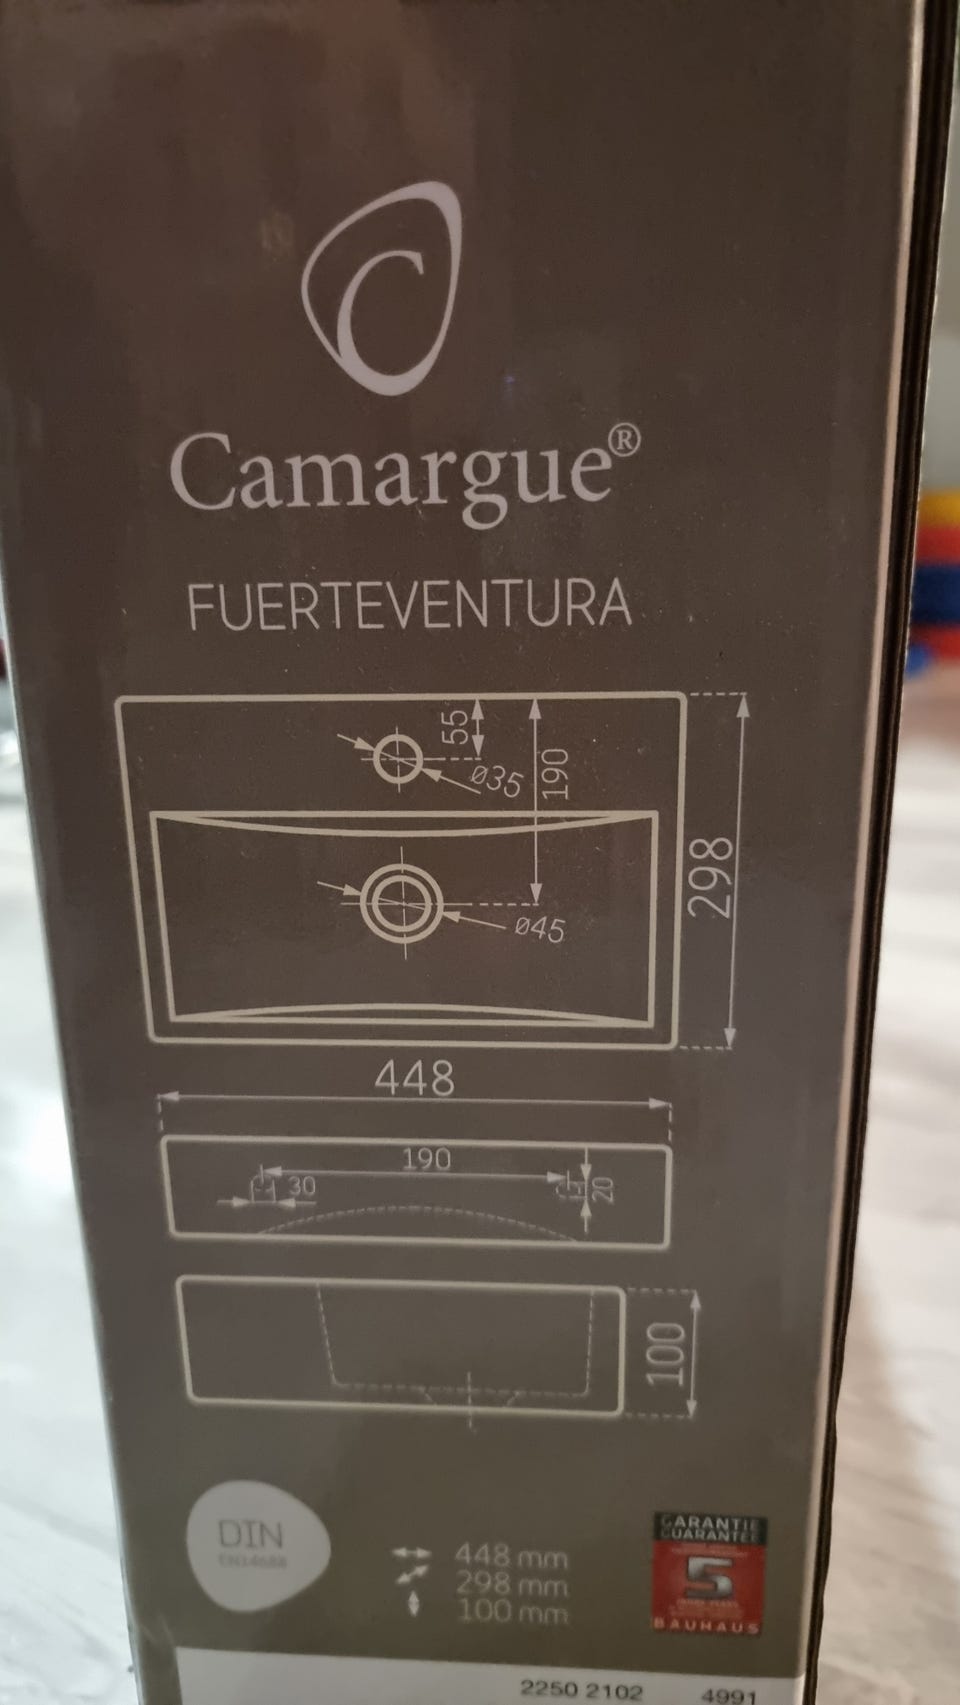 C
Camargue®
FUERTEVENTURA
55
ø35
190
298
ø45
448
190
30
20
100
DIN
EN14688
448 mm
298 mm
100 mm
GARANTIE
GUARANTEE
5
BAUHAUS
2250 2102 4991